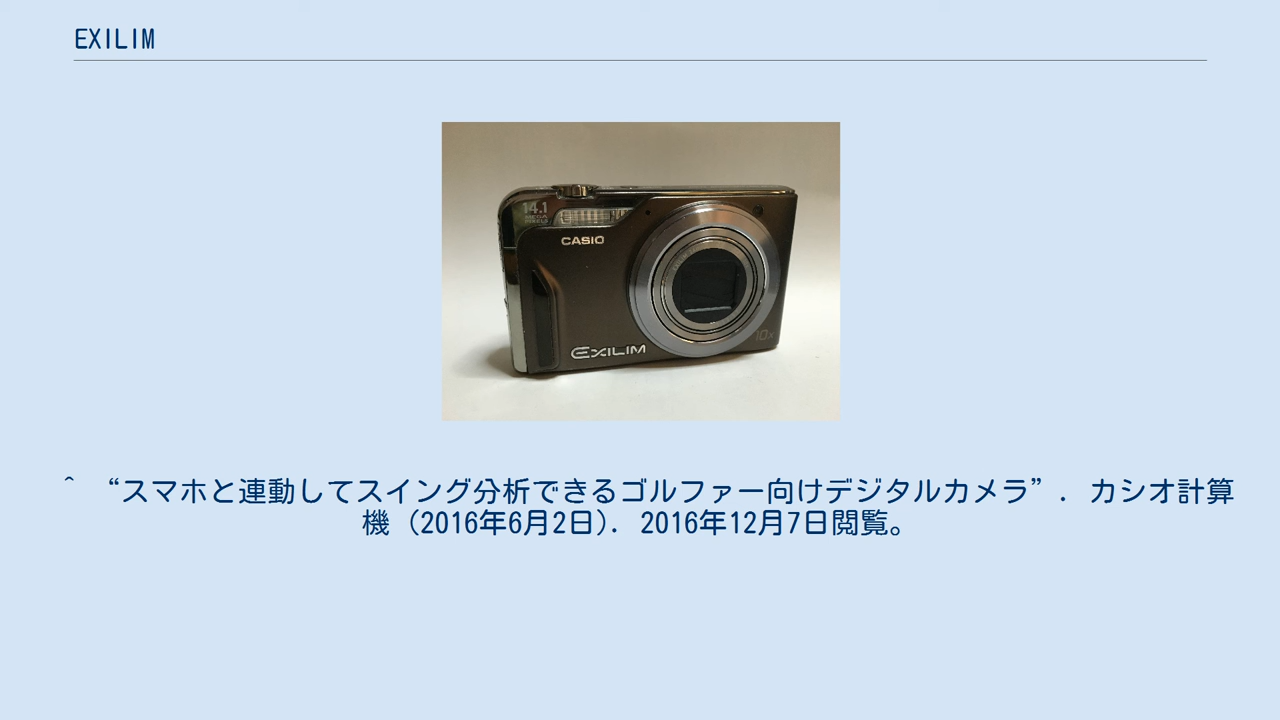 EXILIM
14.1
MEGA
PIXELS
CASIO
EXILIM
10x
^ “スマホと連動してスイング分析できるゴルファー向けデジタルカメラ”. カシオ計算
機 (2016年6月2日). 2016年12月7日閲覧。